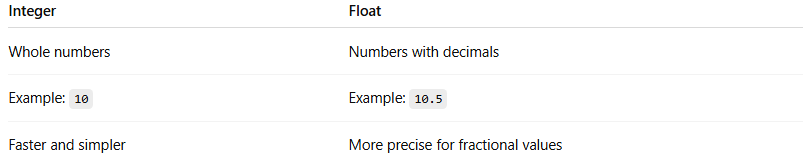 Integer Float
Whole numbers Numbers with decimals
Example: 10 Example: 10.5
Faster and simpler More precise for fractional values